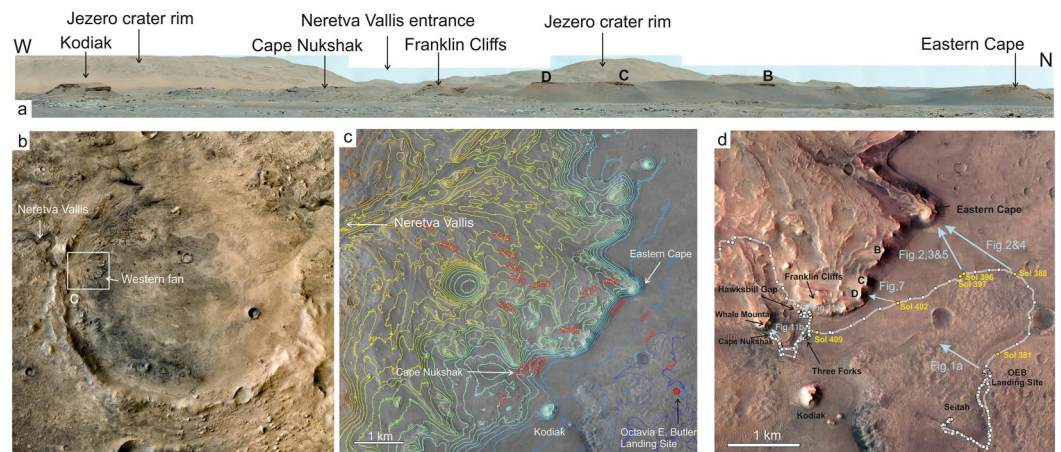 Jezero crater rim
Neretva Vallis entrance
Jezero crater rim
W
Kodiak
Cape Nukshak
Franklin Cliffs
Eastern Cape
N
D
C
B
a
b
Neretva Vallis
Western fan
C
c
Neretva Vallis
Eastern Cape
Cape Nukshak
1 km
Kodiak
Octavia E. Butler
Landing Site
d
Eastern Cape
Fig.2&4
Fig.2,3&5
B
Franklin Cliffs
C
Fig.7
Sol 396
Sol 388
Sol 397
Hawksbill Gap
D
Sol 402
Whale Mountain
Fig 11b
Cape Nukshak
Sol 409
Three Forks
Fig.1a
Sol 381
OEB
Landing Site
Seitah
Kodiak
1 km